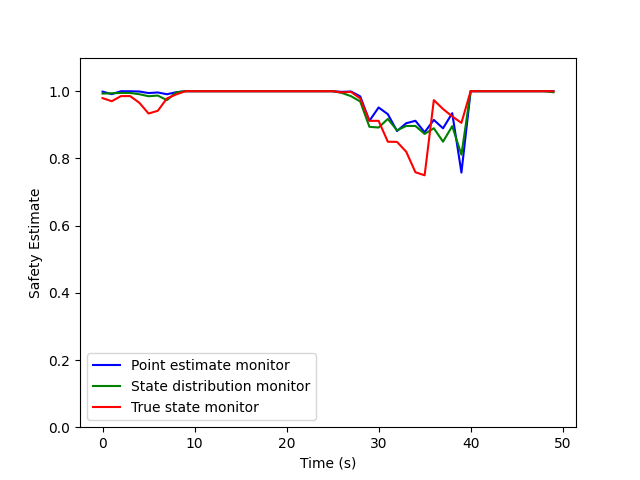 1.0
0.8
0.6
0.4
0.2
0.0
Safety Estimate
Point estimate monitor
State distribution monitor
True state monitor
0 10 20 30 40 50
Time (s)